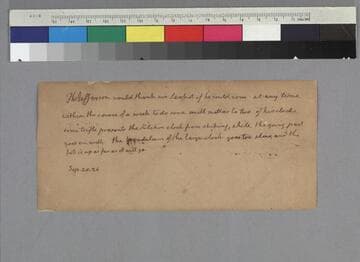 Th: Jefferson would thank mr Leschot if he could come at any time
within the course of a week to do some small matter to two of his clocks
some trifle prevents the kitchen clock from striking, while the going part
goes on well. the pendulum of the large clock goes too slow and the
bob is up as far as it will go.
Sep. 20. 26